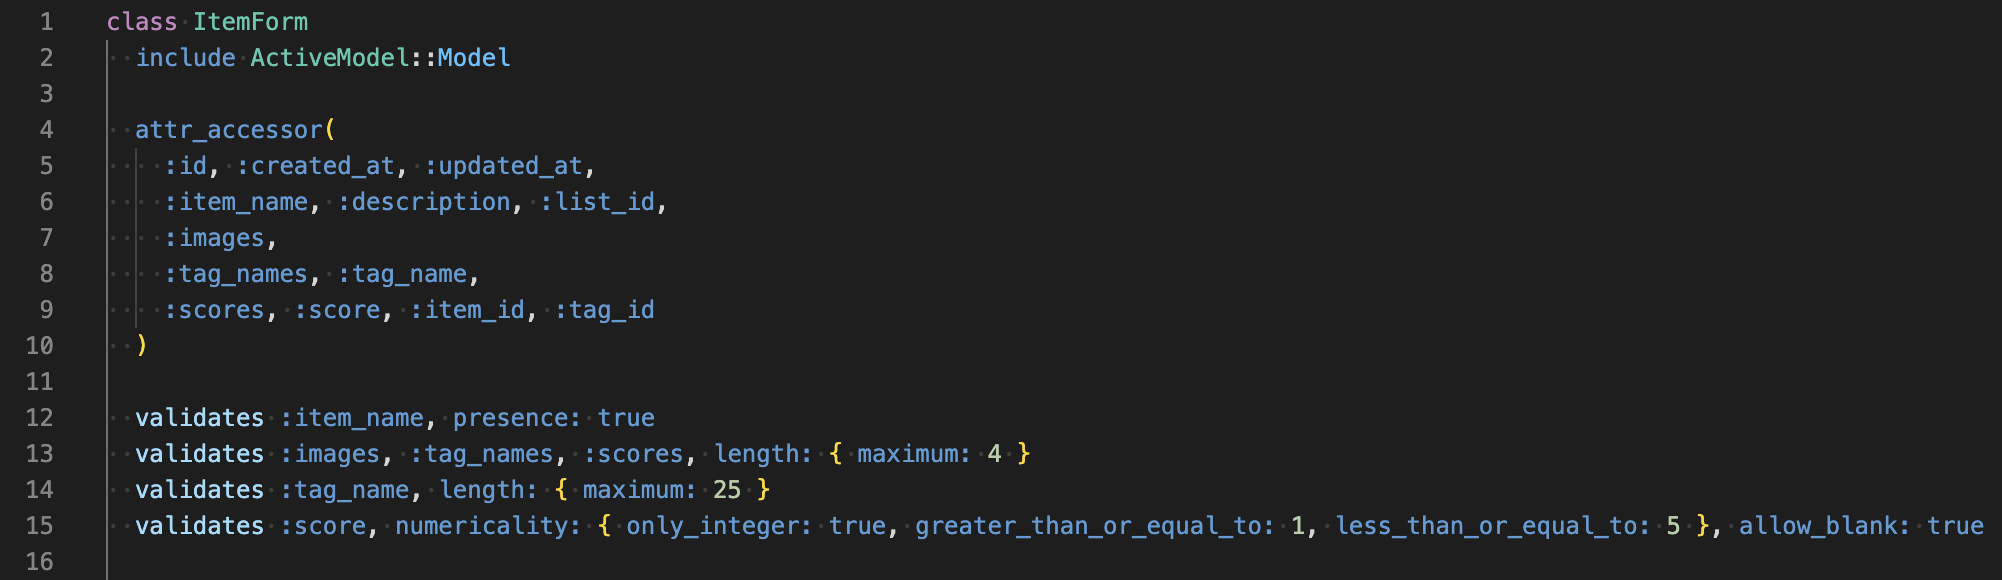 1 class ItemForm
2 include ActiveModel::Model
3
4 attr_accessor(
5 :id, :created_at, :updated_at,
6 :item_name, :description, :list_id,
7 :images,
8 :tag_names, :tag_name,
9 :scores, :score, :item_id, :tag_id
10 )
11
12 validates :item_name, presence: true
13 validates :images, :tag_names, :scores, length: { maximum: 4 }
14 validates :tag_name, length: { maximum: 25 }
15 validates :score, numericality: { only_integer: true, greater_than_or_equal_to: 1, less_than_or_equal_to: 5 }, allow_blank: true
16